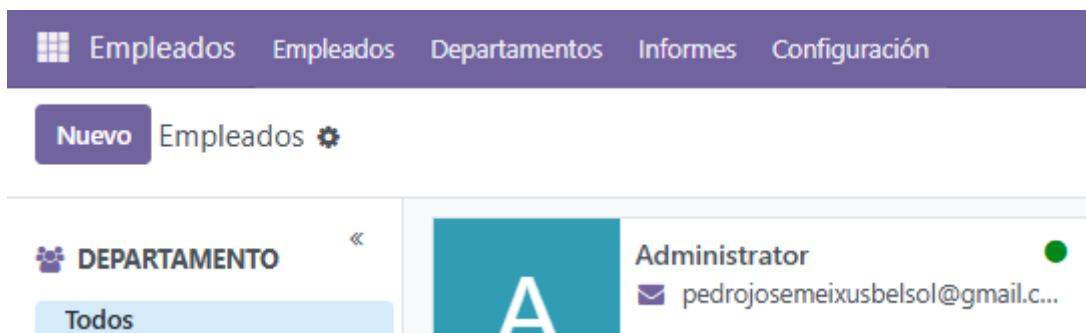 Empleados Empleados Departamentos Informes Configuración
Nuevo Empleados
DEPARTAMENTO «
Todos
A
Administrator
pedrojosemeixusbelsol@gmail.c...